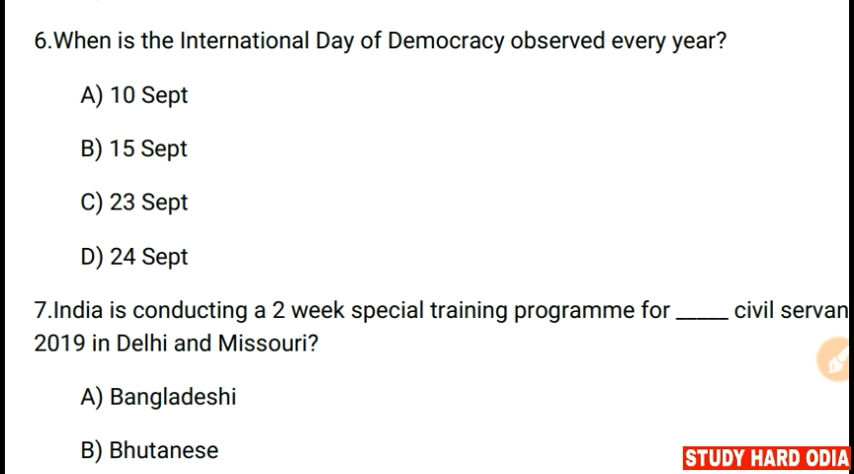 6.When is the International Day of Democracy observed every year?
A) 10 Sept
B) 15 Sept
C) 23 Sept
D) 24 Sept
7.India is conducting a 2 week special training programme for _____ civil servan
2019 in Delhi and Missouri?
A) Bangladeshi
B) Bhutanese
STUDY HARD ODIA